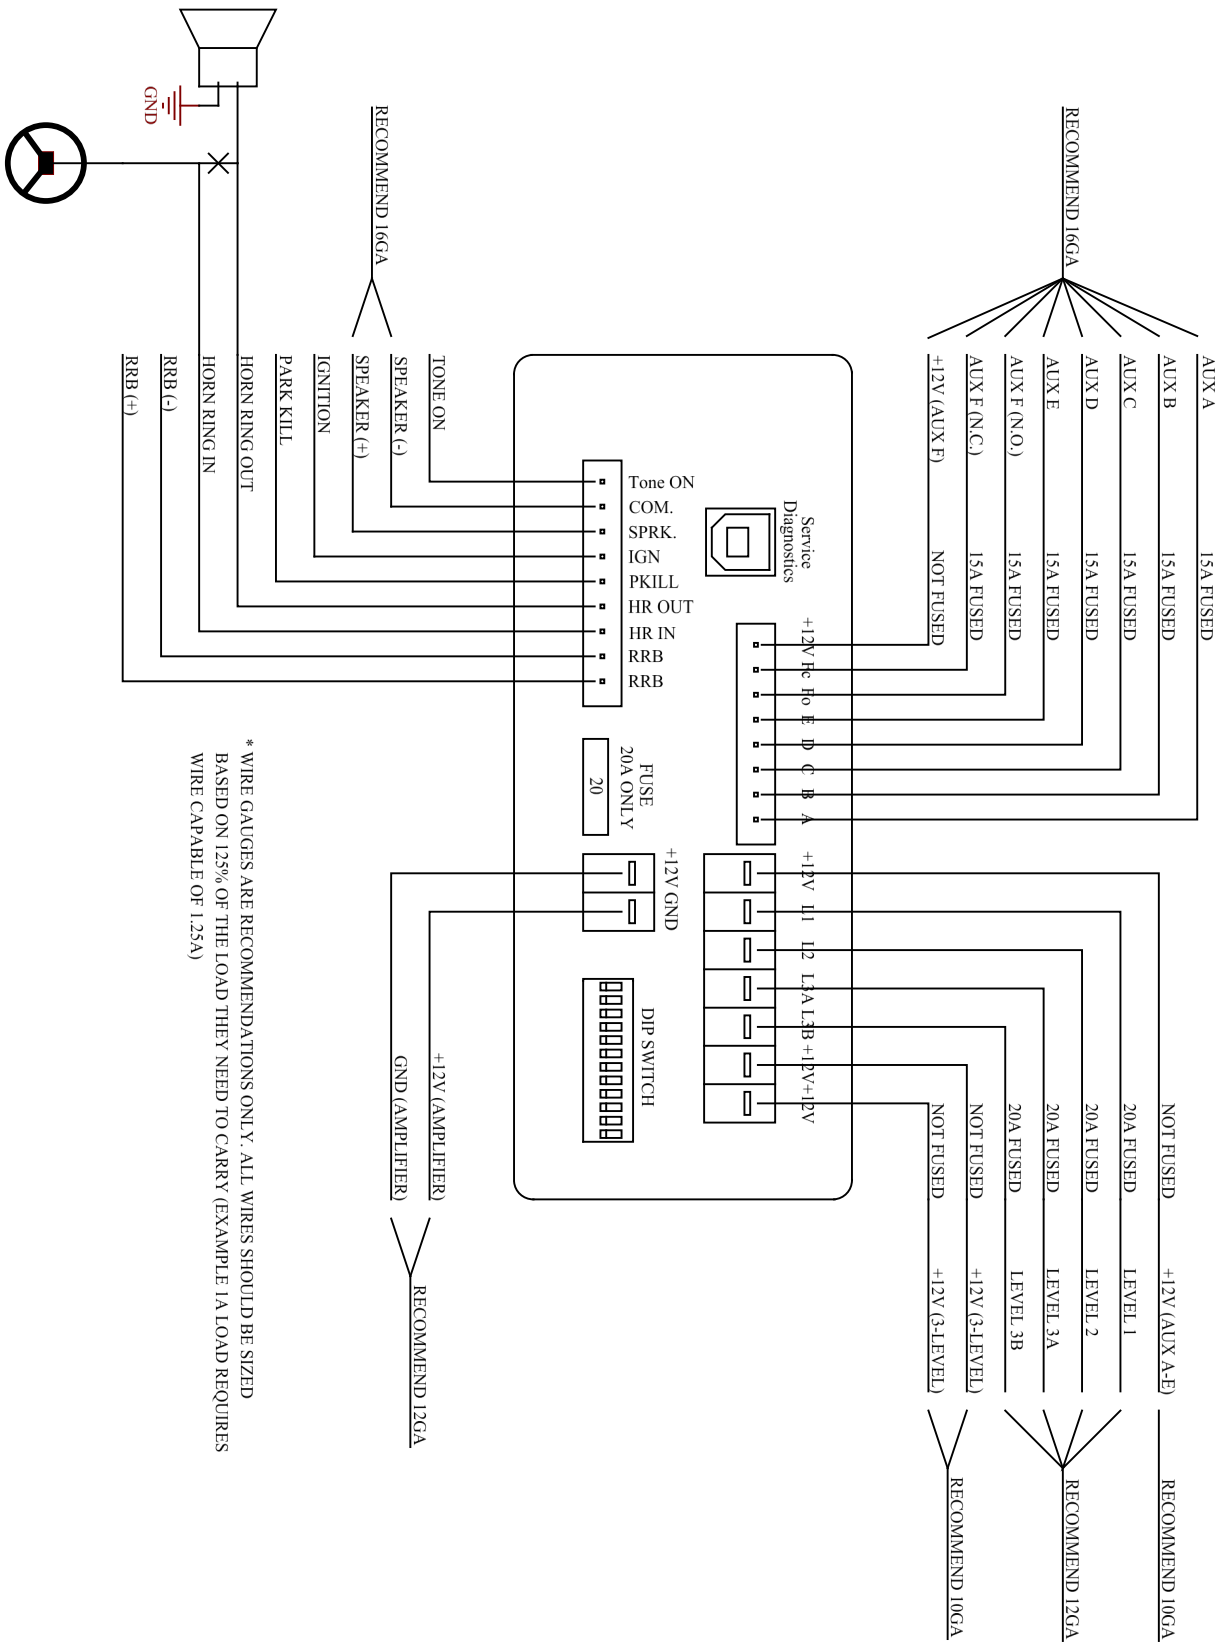 GND
RECOMMEND 16GA
RECOMMEND 16GA
AUX A
AUX B
AUX C
AUX D
AUX E
AUX F (N.O.)
AUX F (N.C.)
+12V (AUX F)
15A FUSED
15A FUSED
15A FUSED
15A FUSED
15A FUSED
15A FUSED
15A FUSED
NOT FUSED
TONE ON
SPEAKER (-)
SPEAKER (+)
IGNITION
PARK KILL
HORN RING OUT
HORN RING IN
RRB (-)
RRB (+)
Tone ON
COM.
SPRK.
IGN
PKILL
HR OUT
HR IN
RRB
RRB
Service
Diagnostics
+12V Fc Fo E D C B A
FUSE
20A ONLY
20
+12V GND
+12V L1 L2 L3A L3B +12V +12V
DIP SWITCH
NOT FUSED
20A FUSED
20A FUSED
20A FUSED
20A FUSED
NOT FUSED
NOT FUSED
+12V (AUX A-E)
LEVEL 1
LEVEL 2
LEVEL 3A
LEVEL 3B
+12V (3-LEVEL)
+12V (3-LEVEL)
RECOMMEND 10GA
RECOMMEND 12GA
RECOMMEND 10GA
+12V (AMPLIFIER)
GND (AMPLIFIER)
RECOMMEND 12GA
* WIRE GAUGES ARE RECOMMENDATIONS ONLY. ALL WIRES SHOULD BE SIZED
BASED ON 125% OF THE LOAD THEY NEED TO CARRY (EXAMPLE 1A LOAD REQUIRES
WIRE CAPABLE OF 1.25A)